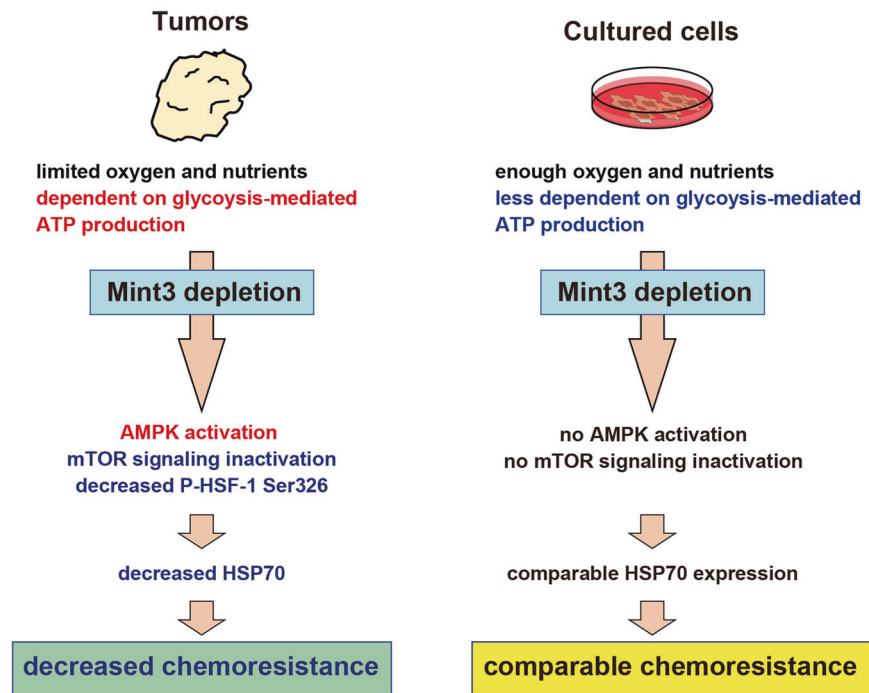 Tumors
limited oxygen and nutrients
dependent on glycoysis-mediated
ATP production
Mint3 depletion
AMPK activation
mTOR signaling inactivation
decreased P-HSF-1 Ser326
decreased HSP70
decreased chemoresistance
Cultured cells
enough oxygen and nutrients
less dependent on glycoysis-mediated
ATP production
Mint3 depletion
no AMPK activation
no mTOR signaling inactivation
comparable HSP70 expression
comparable chemoresistance